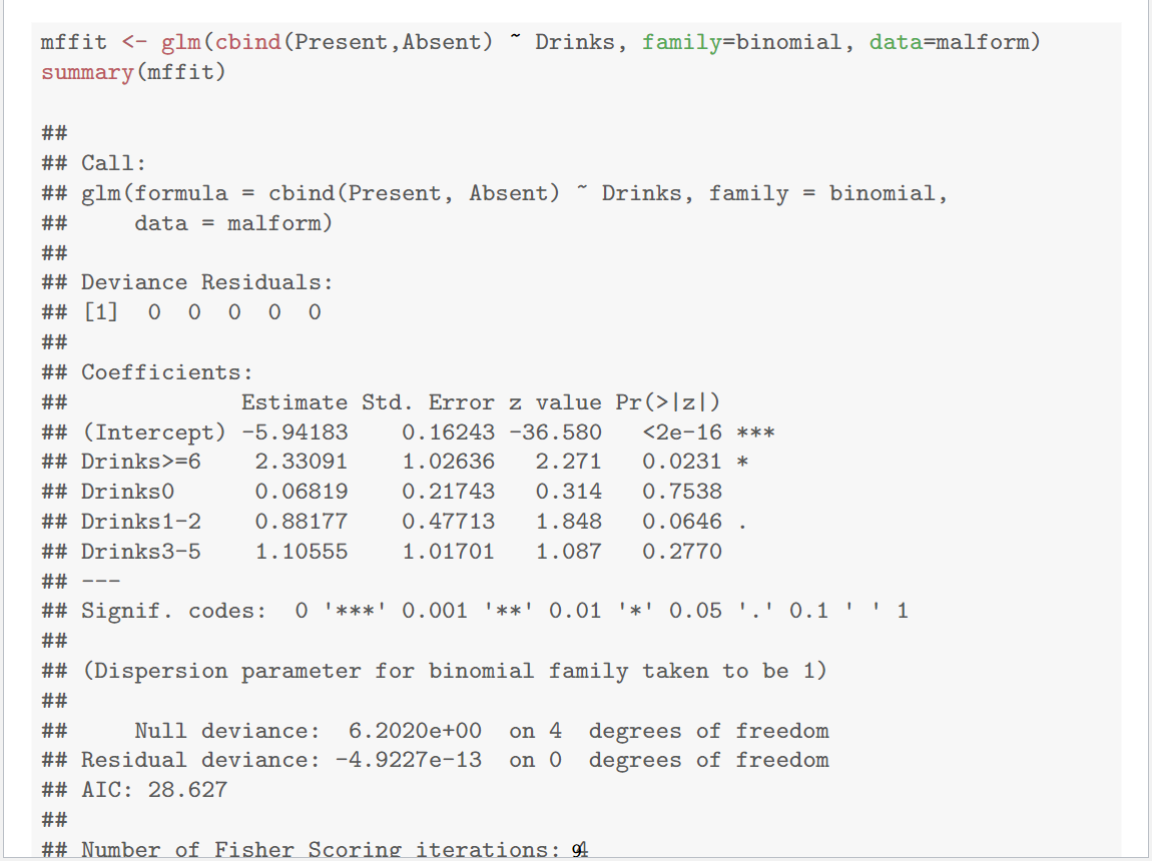 mffit <- glm(cbind(Present,Absent) ~ Drinks, family=binomial, data=malform)
summary(mffit)
##
## Call:
## glm(formula = cbind(Present, Absent) ~ Drinks, family = binomial,
##     data = malform)
##
## Deviance Residuals:
## [1]  0  0  0  0  0
##
## Coefficients:
##             Estimate Std. Error z value Pr(>|z|)
## (Intercept) -5.94183    0.16243 -36.580   <2e-16 ***
## Drinks>=6    2.33091    1.02636   2.271   0.0231 *
## Drinks0      0.06819    0.21743   0.314   0.7538
## Drinks1-2    0.88177    0.47713   1.848   0.0646 .
## Drinks3-5    1.10555    1.01701   1.087   0.2770
## ---
## Signif. codes:  0 '***' 0.001 '**' 0.01 '*' 0.05 '.' 0.1 ' ' 1
##
## (Dispersion parameter for binomial family taken to be 1)
##
##     Null deviance:  6.2020e+00  on 4  degrees of freedom
## Residual deviance: -4.9227e-13  on 0  degrees of freedom
## AIC: 28.627
##
## Number of Fisher Scoring iterations: